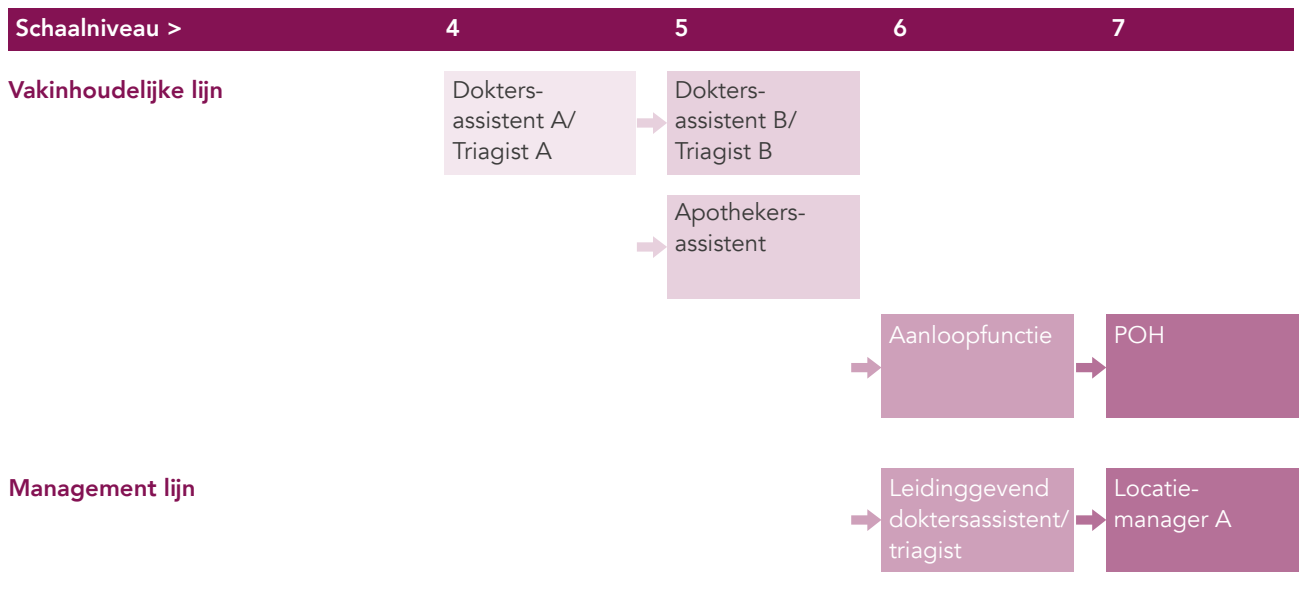 Schaalniveau > 4 5 6 7
Vakinhoudelijke lijn
Dokters-
assistent A/
Triagist A
Dokters-
assistent B/
Triagist B
Apothekers-
assistent
Aanloopfunctie
POH
Management lijn
Leidinggevend
doktersassistent/
triagist
Locatie-
manager A